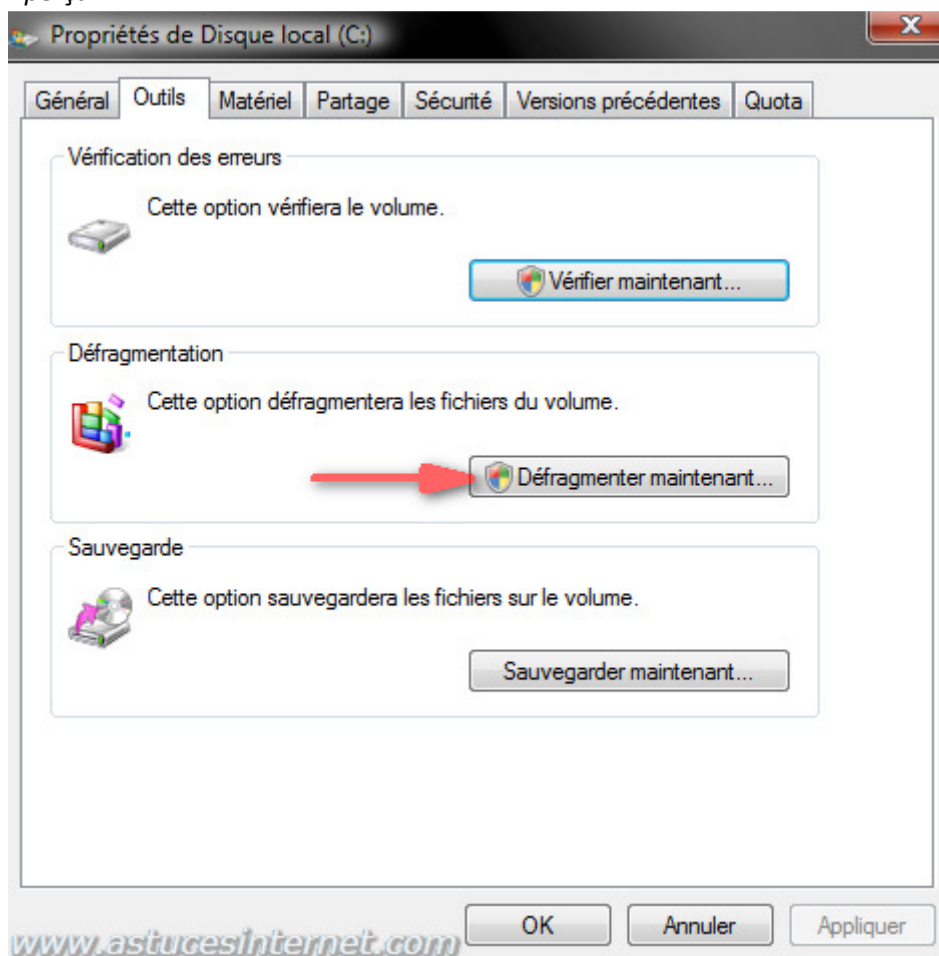 Propriétés de Disque local (C:)
Général Outils Matériel Partage Sécurité Versions précédentes Quota
Vérification des erreurs
Cette option vérifiera le volume.
Vérifier maintenant...
Défragmentation
Cette option défragmentera les fichiers du volume.
Défragmenter maintenant...
Sauvegarde
Cette option sauvegardera les fichiers sur le volume.
Sauvegarder maintenant...
OK Annuler Appliquer
www.astucesinternet.com